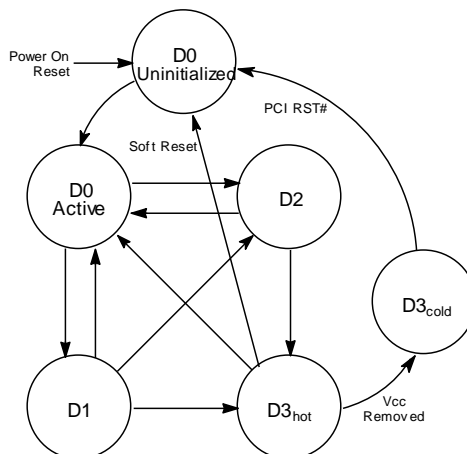 D0
Uninitialized
Power On
Reset
PCI RST#
Soft Reset
D0
Active
D2
D3cold
D1
D3hot
Vcc
Removed